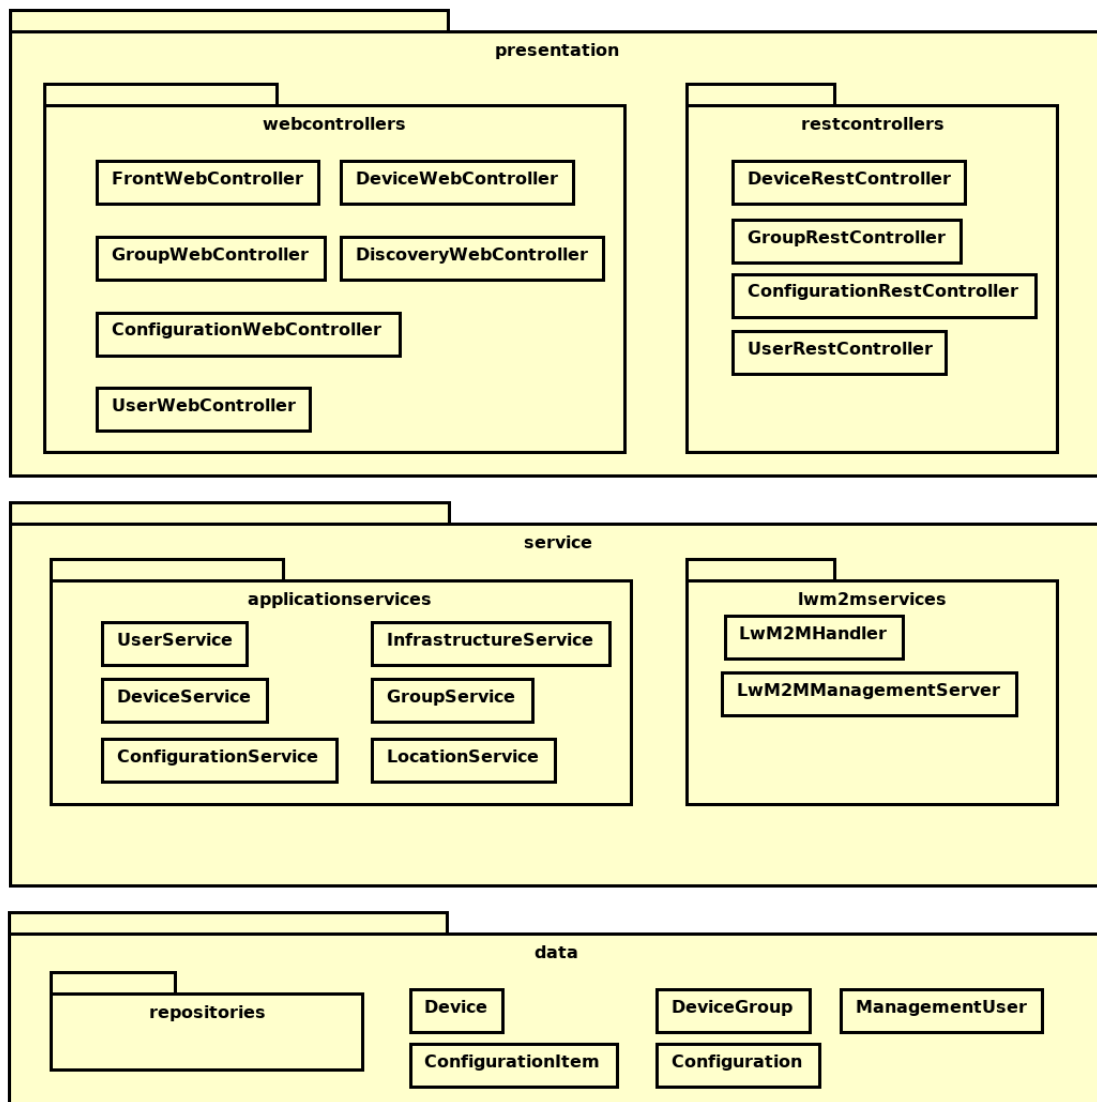 presentation
webcontrollers
FrontWebController
DeviceWebController
GroupWebController
DiscoveryWebController
ConfigurationWebController
UserWebController
restcontrollers
DeviceRestController
GroupRestController
ConfigurationRestController
UserRestController
service
applicationservices
UserService
InfrastructureService
DeviceService
GroupService
ConfigurationService
LocationService
lwm2mservices
LwM2MHandler
LwM2MManagementServer
data
repositories
Device
DeviceGroup
ManagementUser
ConfigurationItem
Configuration